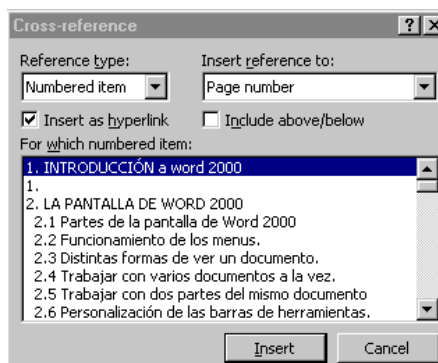 Cross-reference
Reference type: Insert reference to:
Numbered item Page number
Insert as hyperlink Include above/below
For which numbered item:
1. INTRODUCCIÓN a word 2000
1.
2. LA PANTALLA DE WORD 2000
2.1 Partes de la pantalla de Word 2000
2.2 Funcionamiento de los menus.
2.3 Distintas formas de ver un documento.
2.4 Trabajar con varios documentos a la vez.
2.5 Trabajar con dos partes del mismo documento
2.6 Personalización de las barras de herramientas.
Insert Cancel